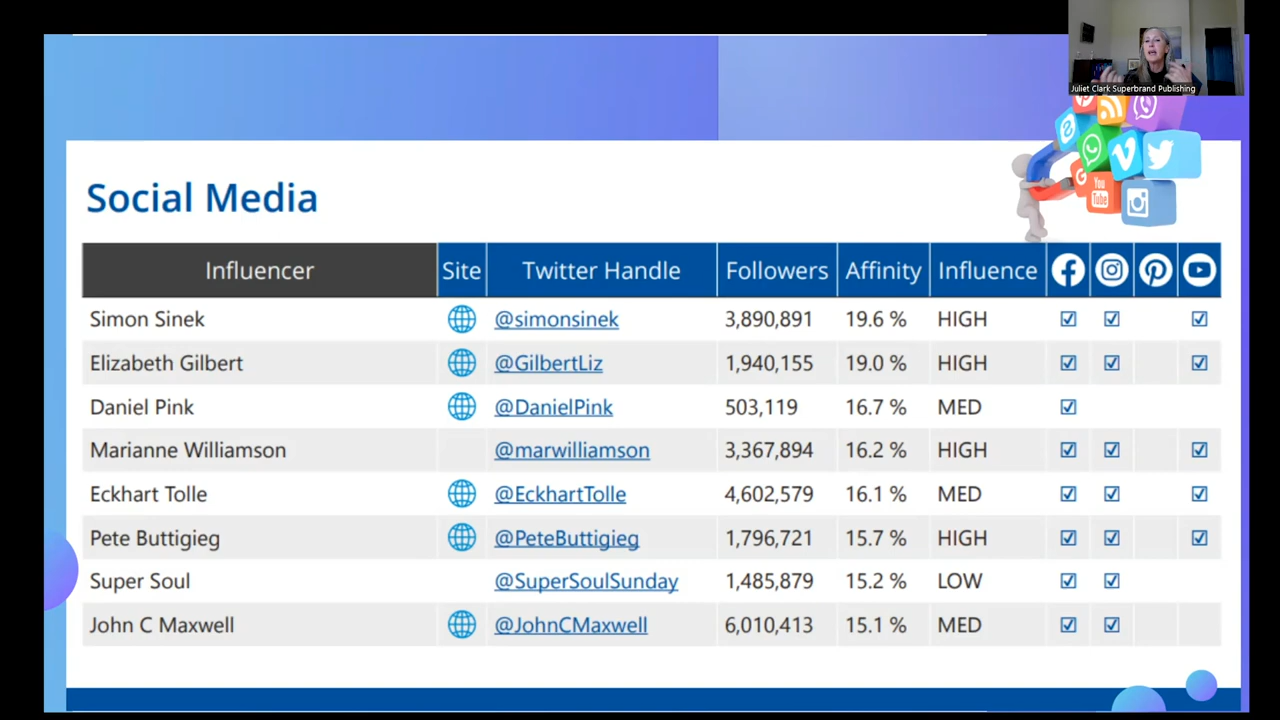 Juliet Clark Superbrand Publishing
You
Tube
Social Media
Influencer Site Twitter Handle Followers Affinity Influence
Simon Sinek @simonsinek 3,890,891 19.6 % HIGH
Elizabeth Gilbert @GilbertLiz 1,940,155 19.0 % HIGH
Daniel Pink @DanielPink 503,119 16.7 % MED
Marianne Williamson @marwilliamson 3,367,894 16.2 % HIGH
Eckhart Tolle @EckhartTolle 4,602,579 16.1 % MED
Pete Buttigieg @PeteButtigieg 1,796,721 15.7 % HIGH
Super Soul @SuperSoulSunday 1,485,879 15.2 % LOW
John C Maxwell @JohnCMaxwell 6,010,413 15.1 % MED